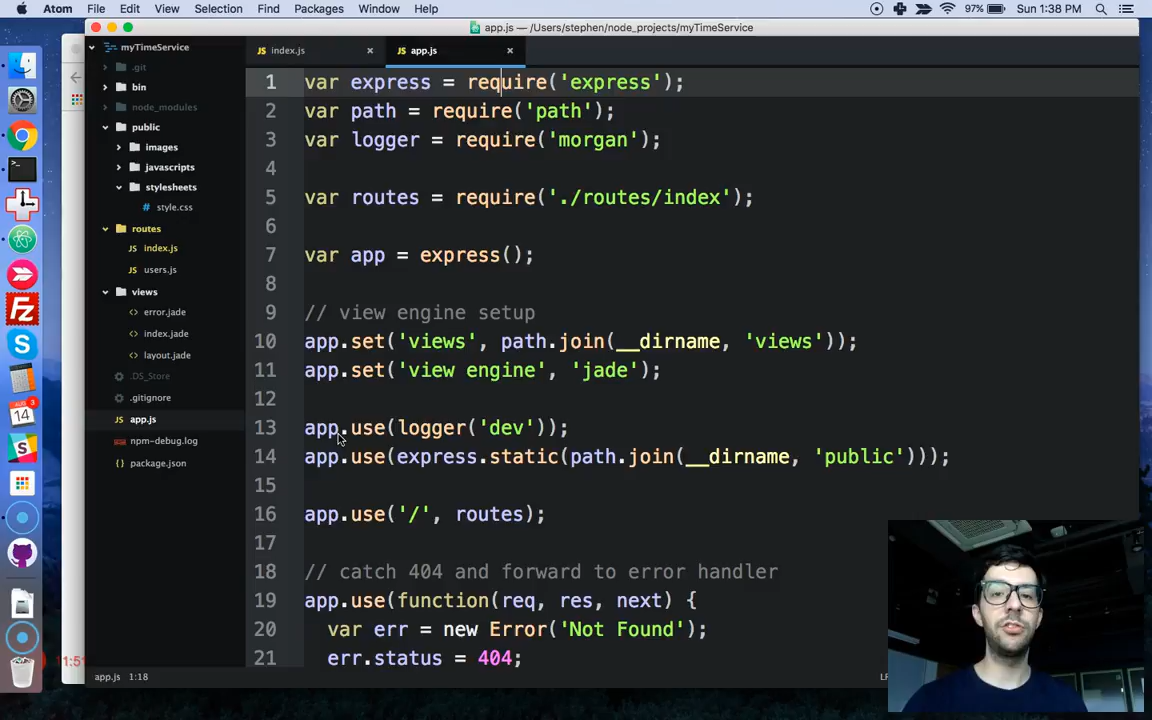 Atom File Edit View Selection Find Packages Window Help 97% Sun 1:38 PM
app.js — /Users/stephen/node_projects/myTimeService
myTimeService
.git
bin
node_modules
public
images
javascripts
stylesheets
style.css
routes
index.js
users.js
views
error.jade
index.jade
layout.jade
.DS_Store
.gitignore
app.js
npm-debug.log
package.json
index.js
app.js
1 var express = require('express');
2 var path = require('path');
3 var logger = require('morgan');
4
5 var routes = require('./routes/index');
6
7 var app = express();
8
9 // view engine setup
10 app.set('views', path.join(__dirname, 'views'));
11 app.set('view engine', 'jade');
12
13 app.use(logger('dev'));
14 app.use(express.static(path.join(__dirname, 'public')));
15
16 app.use('/', routes);
17
18 // catch 404 and forward to error handler
19 app.use(function(req, res, next) {
20 var err = new Error('Not Found');
21 err.status = 404;
app.js 1:18
14
3
11:51